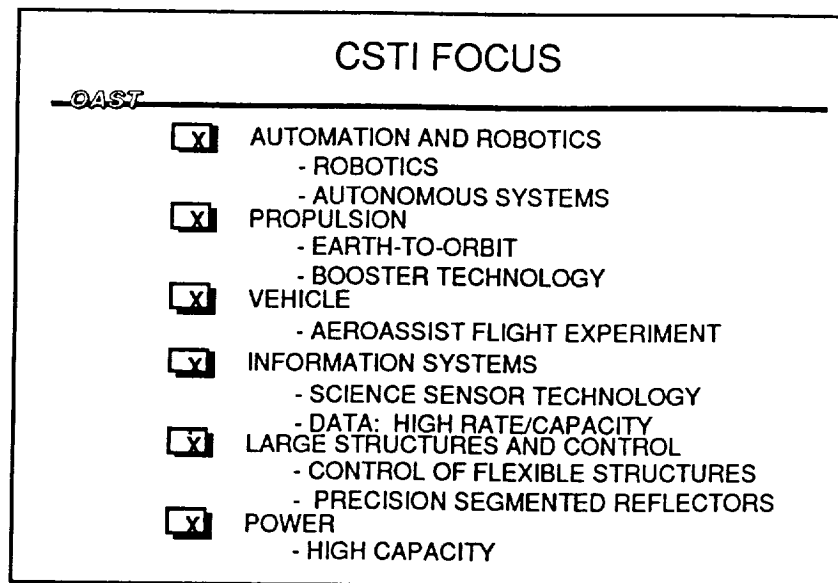 CSTI FOCUS
OAST
X AUTOMATION AND ROBOTICS
- ROBOTICS
- AUTONOMOUS SYSTEMS
X PROPULSION
- EARTH-TO-ORBIT
- BOOSTER TECHNOLOGY
X VEHICLE
- AEROASSIST FLIGHT EXPERIMENT
X INFORMATION SYSTEMS
- SCIENCE SENSOR TECHNOLOGY
- DATA: HIGH RATE/CAPACITY
X LARGE STRUCTURES AND CONTROL
- CONTROL OF FLEXIBLE STRUCTURES
- PRECISION SEGMENTED REFLECTORS
X POWER
- HIGH CAPACITY